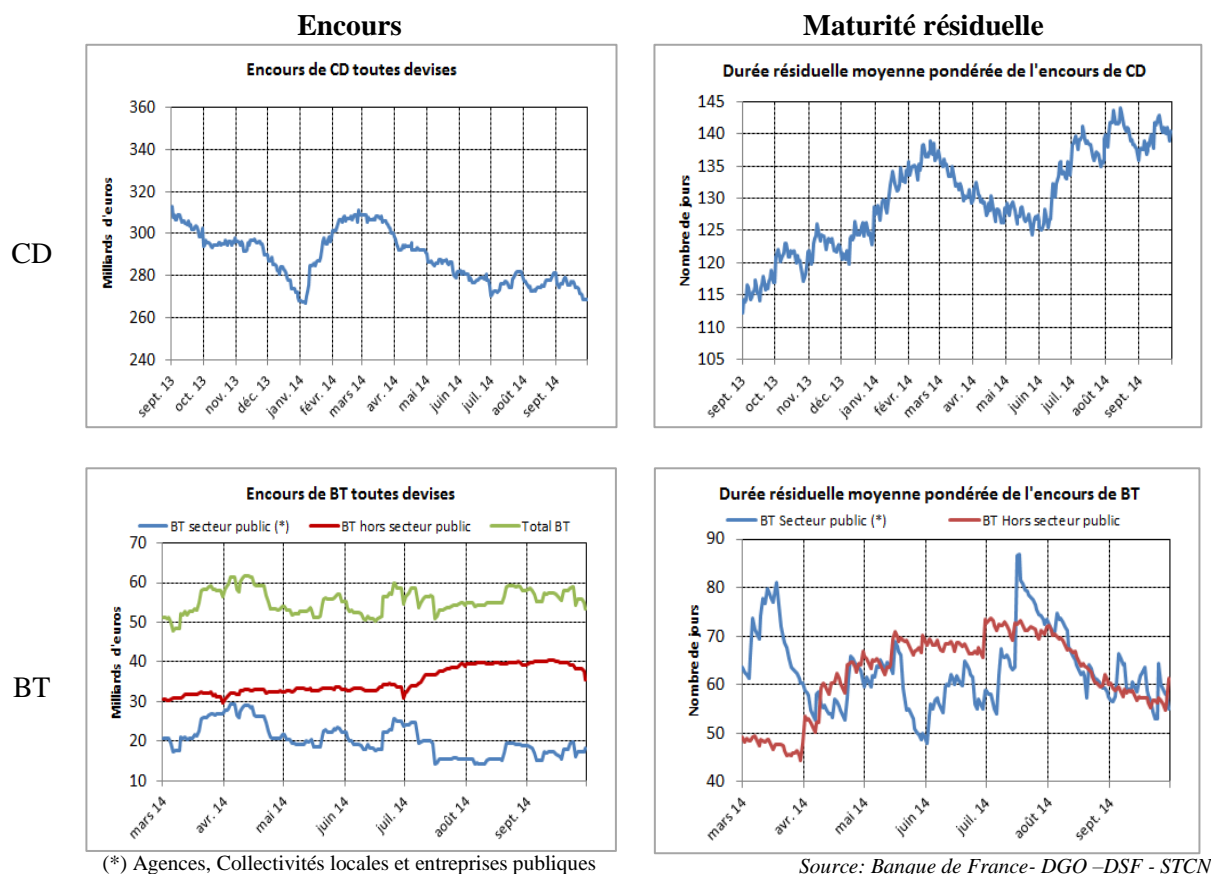 Encours
Maturité résiduelle
CD
Encours de CD toutes devises
Milliards d'euros
360
340
320
300
280
260
240
sept. 13
oct. 13
nov. 13
déc. 13
janv. 14
févr. 14
mars 14
avr. 14
mai 14
juin 14
juil. 14
août 14
sept. 14
Durée résiduelle moyenne pondérée de l'encours de CD
Nombre de jours
145
140
135
130
125
120
115
110
105
sept. 13
oct. 13
nov. 13
déc. 13
janv. 14
févr. 14
mars 14
avr. 14
mai 14
juin 14
juil. 14
août 14
sept. 14
BT
Encours de BT toutes devises
BT secteur public (*) BT hors secteur public Total BT
Milliards d'euros
70
60
50
40
30
20
10
mars 14
avr. 14
mai 14
juin 14
juil. 14
août 14
sept. 14
Durée résiduelle moyenne pondérée de l'encours de BT
BT Secteur public (*) BT Hors secteur public
Nombre de jours
90
80
70
60
50
40
mars 14
avr. 14
mai 14
juin 14
juil. 14
août 14
sept. 14
(*) Agences, Collectivités locales et entreprises publiques
Source: Banque de France- DGO –DSF - STCN